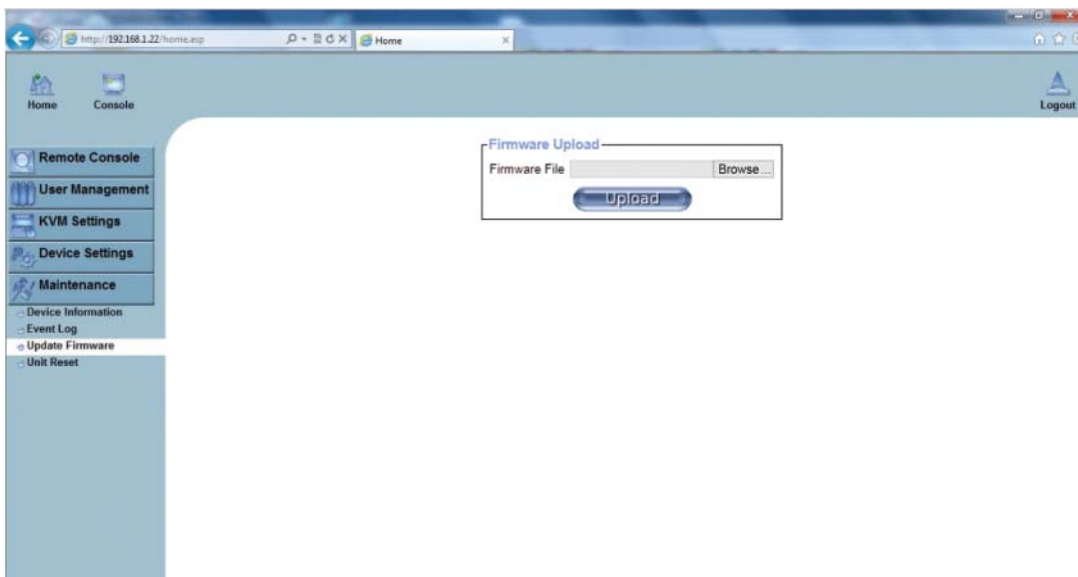 http://192.168.1.22/home.asp
Home
Home
Console
Logout
Remote Console
User Management
KVM Settings
Device Settings
Maintenance
Device Information
Event Log
Update Firmware
Unit Reset
Firmware Upload
Firmware File
Browse...
Upload